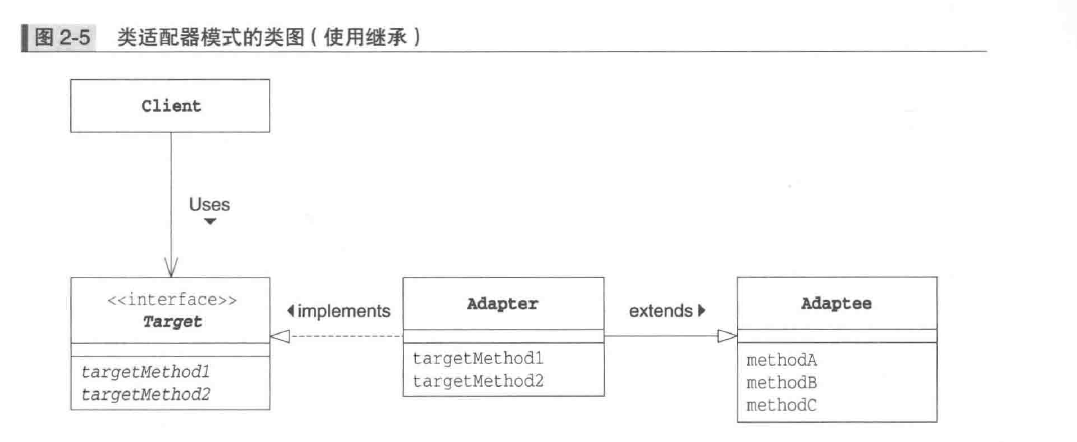 图 2-5 类适配器模式的类图（使用继承）
Client
Uses
<<interface>>
Target
targetMethod1
targetMethod2
implements
Adapter
targetMethod1
targetMethod2
extends
Adaptee
methodA
methodB
methodC